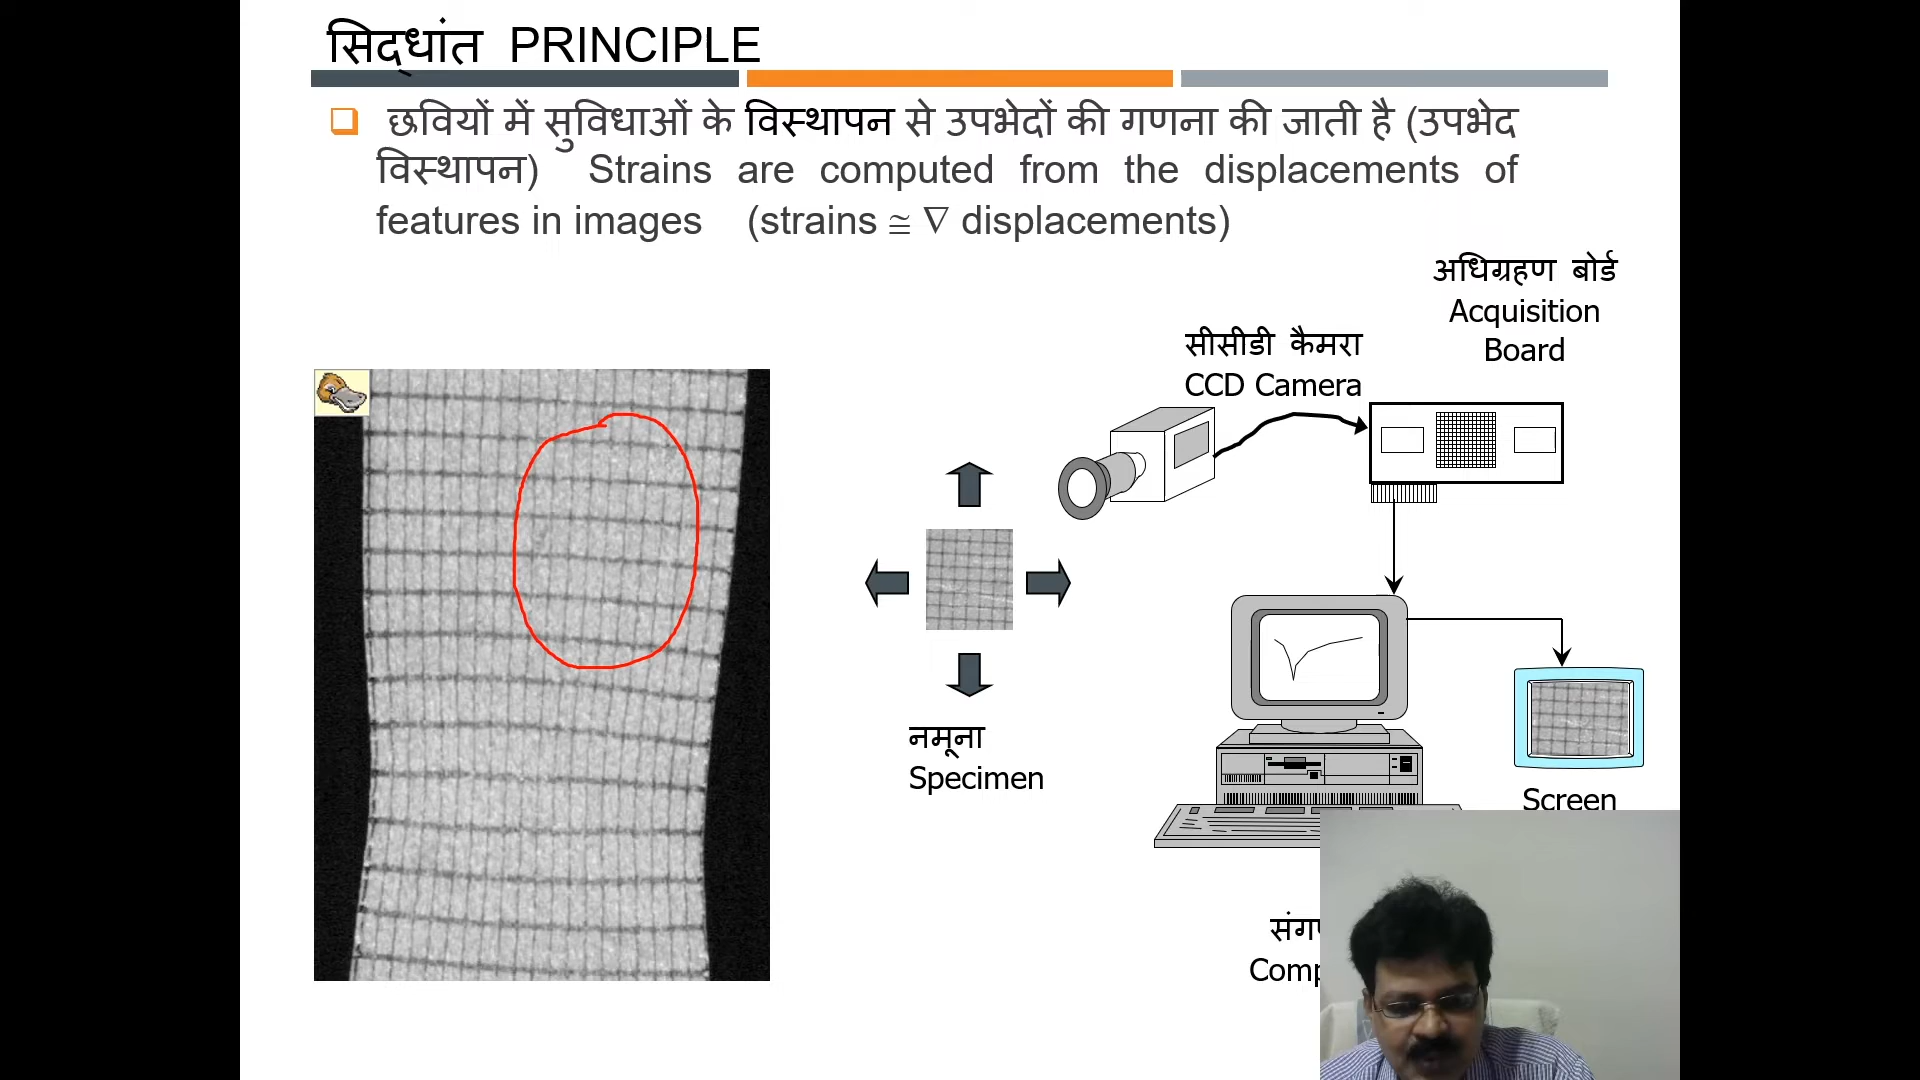 सिद्धांत PRINCIPLE
छवियों में सुविधाओं के विस्थापन से उपभेदों की गणना की जाती है (उपभेद
विस्थापन) Strains are computed from the displacements of
features in images (strains ≅ ∇ displacements)
अधिग्रहण बोर्ड
Acquisition
Board
सीसीडी कैमरा
CCD Camera
नमूना
Specimen
Screen